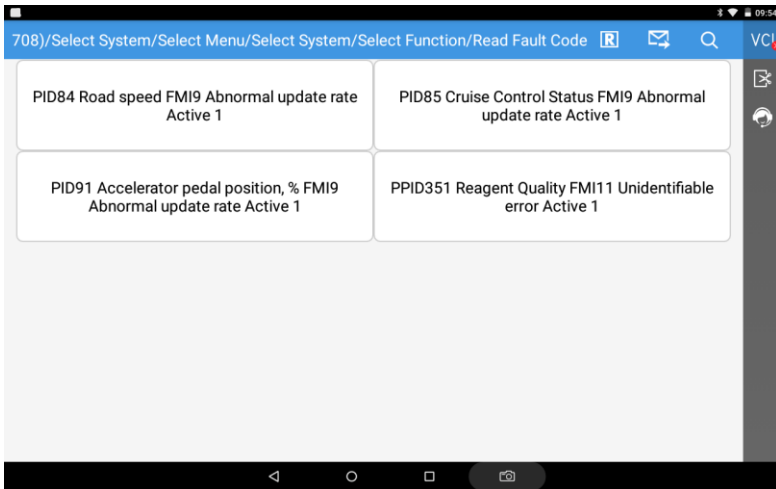 09:54
708)/Select System/Select Menu/Select System/Select Function/Read Fault Code R VCI
PID84 Road speed FMI9 Abnormal update rate
Active 1
PID85 Cruise Control Status FMI9 Abnormal
update rate Active 1
PID91 Accelerator pedal position, % FMI9
Abnormal update rate Active 1
PPID351 Reagent Quality FMI11 Unidentifiable
error Active 1